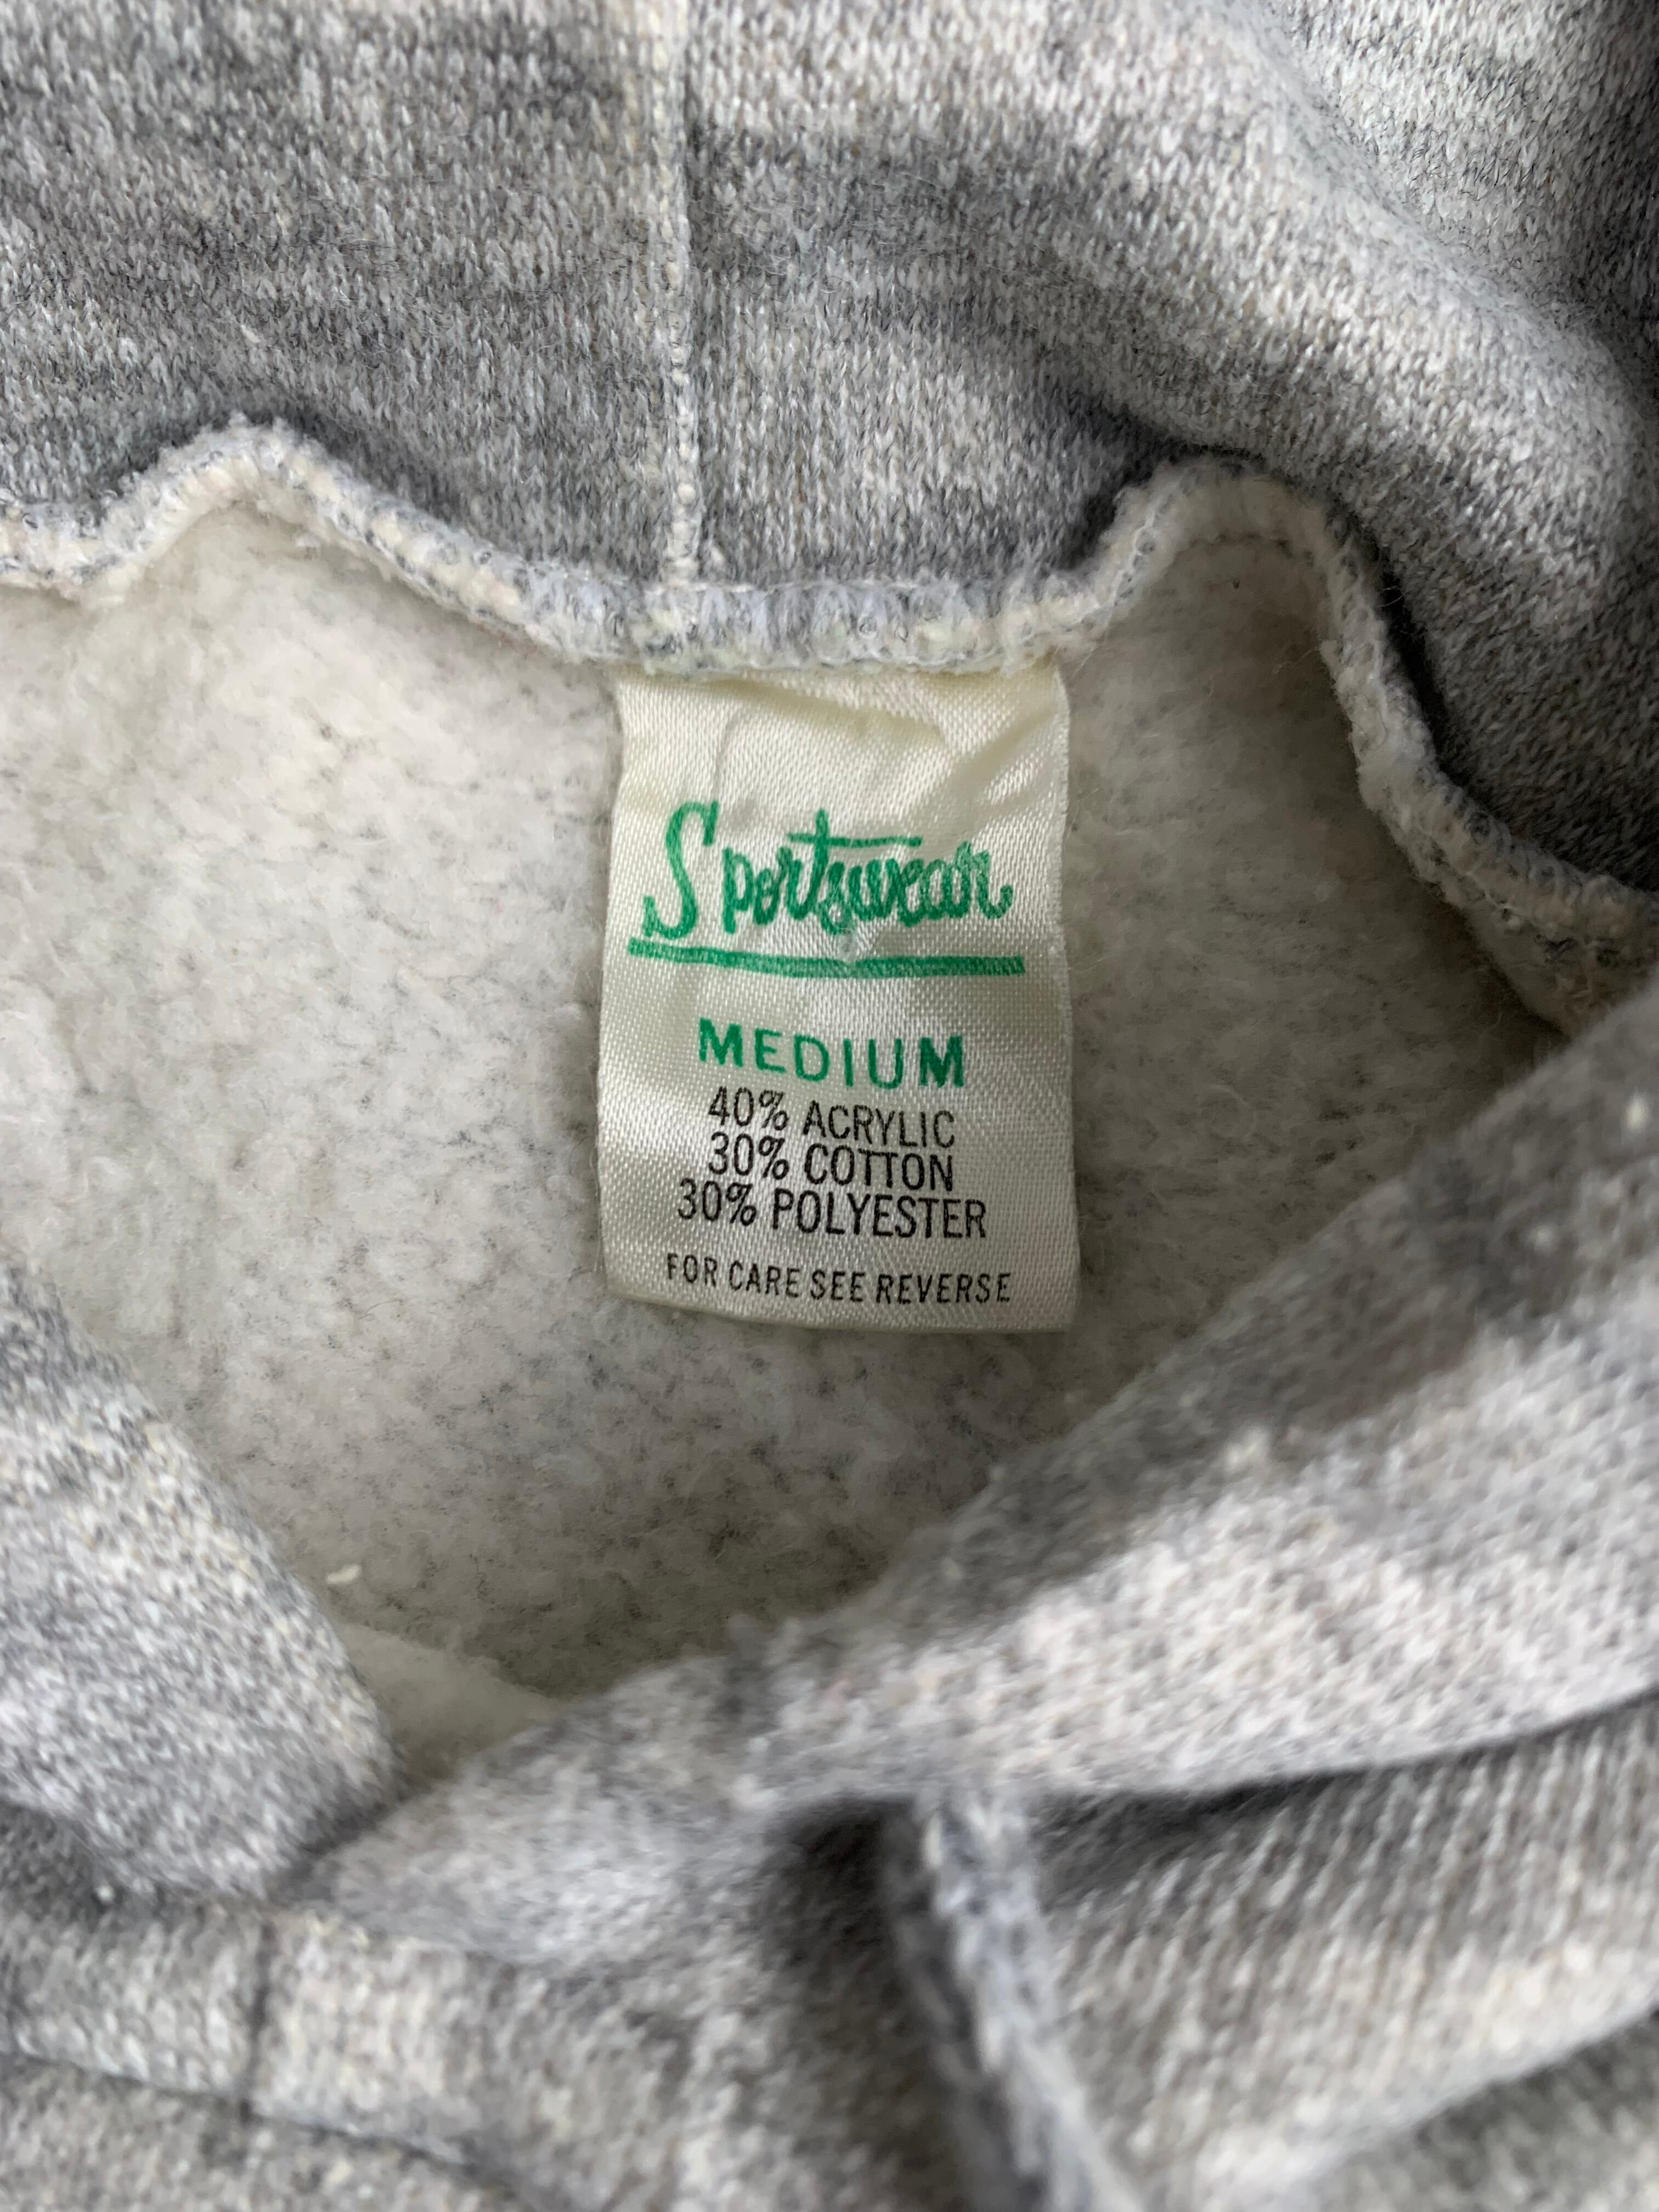 Sportswear
MEDIUM
40% ACRYLIC
30% COTTON
30% POLYESTER
FOR CARE SEE REVERSE